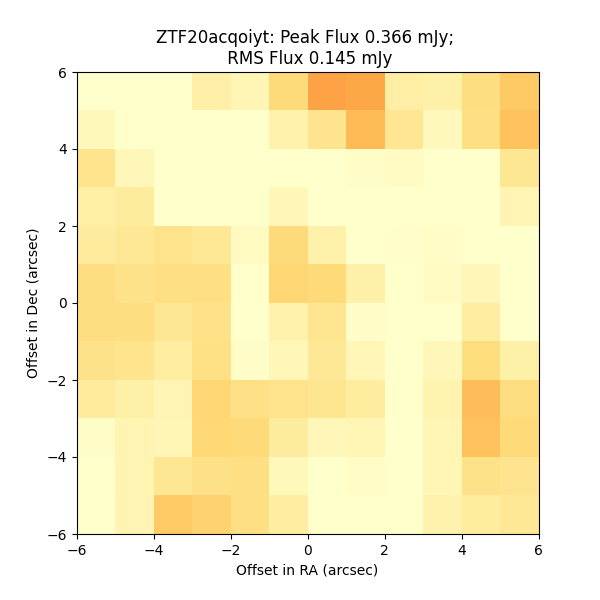 ZTF20acqoiyt: Peak Flux 0.366 mJy;
RMS Flux 0.145 mJy
6
4
2
0
−2
−4
−6
Offset in Dec (arcsec)
−6 −4 −2 0 2 4 6
Offset in RA (arcsec)